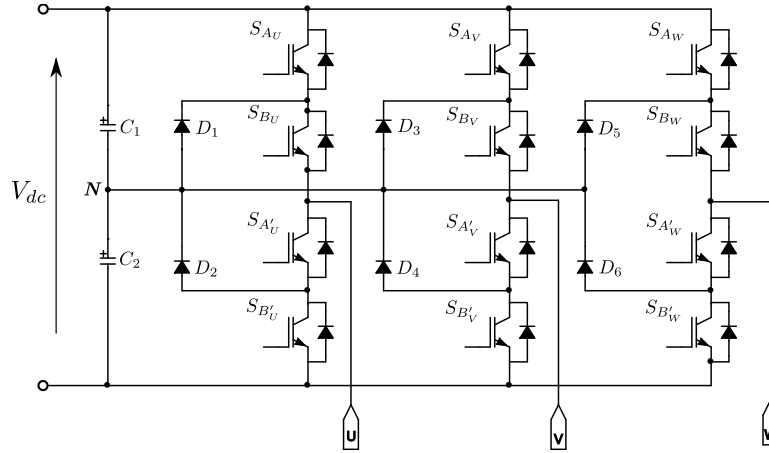 S_{A_U} S_{A_V} S_{A_W}
C_1 D_1 S_{B_U} D_3 S_{B_V} D_5 S_{B_W}
V_{dc} N
C_2 D_2 S_{A'_U} D_4 S_{A'_V} D_6 S_{A'_W}
S_{B'_U} S_{B'_V} S_{B'_W}
U V W